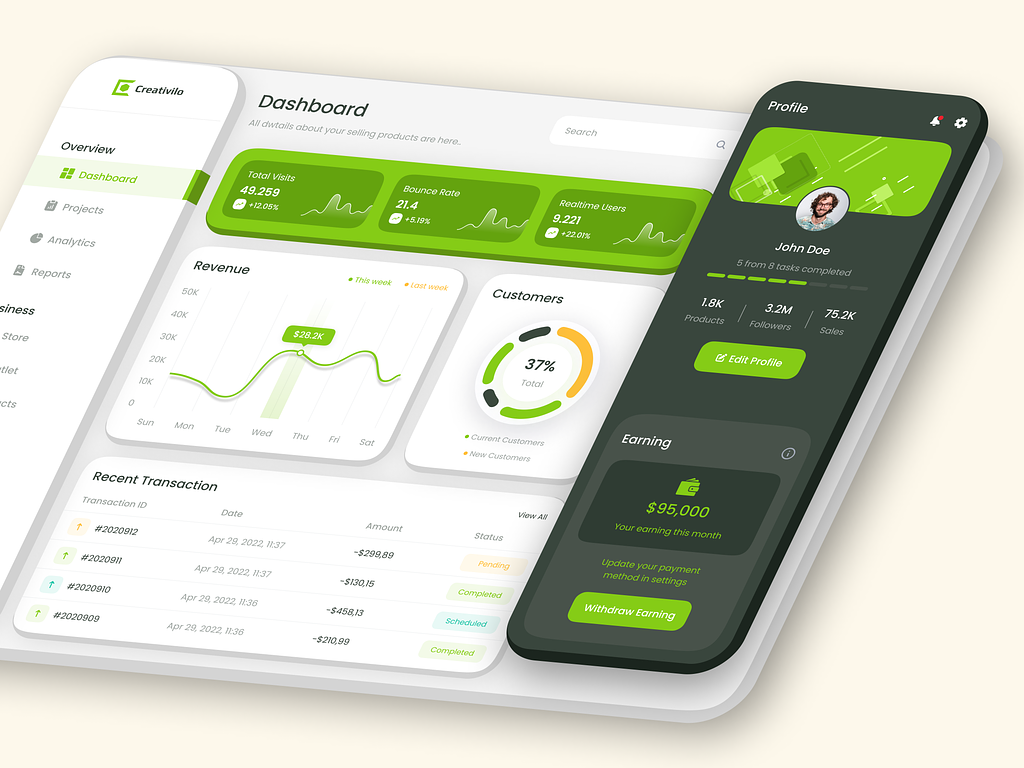 Creativilo
Overview
Dashboard
Projects
Analytics
Reports
siness
Store
tlet
cts
Dashboard
All dwtails about your selling products are here..
Search
Total Visits
49.259
+12,05%
Bounce Rate
21.4
+5.19%
Realtime Users
9.221
+22.01%
Revenue
This week
Last week
50K
40K
30K
20K
10K
0
$28.2K
Sun Mon Tue Wed Thu Fri Sat
Customers
37%
Total
Current Customers
New Customers
Recent Transaction
View All
Transaction ID Date Amount Status
#2020912 Apr 29, 2022, 11:37 -$299,89 Pending
#2020911 Apr 29, 2022, 11:37 -$130,15 Completed
#2020910 Apr 29, 2022, 11:36 -$458,13 Scheduled
#2020909 Apr 29, 2022, 11:36 -$210,99 Completed
Profile
John Doe
5 from 8 tasks completed
1.8K 3.2M 75.2K
Products Followers Sales
Edit Profile
Earning
$95,000
Your earning this month
Update your payment
method in settings
Withdraw Earning